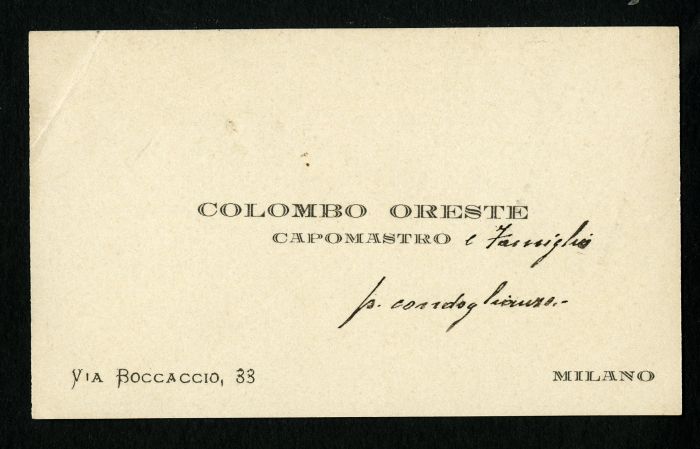 COLOMBO ORESTE
CAPOMASTRO e Famiglia
p. condoglianze.-
VIA BOCCACCIO, 33
MILANO